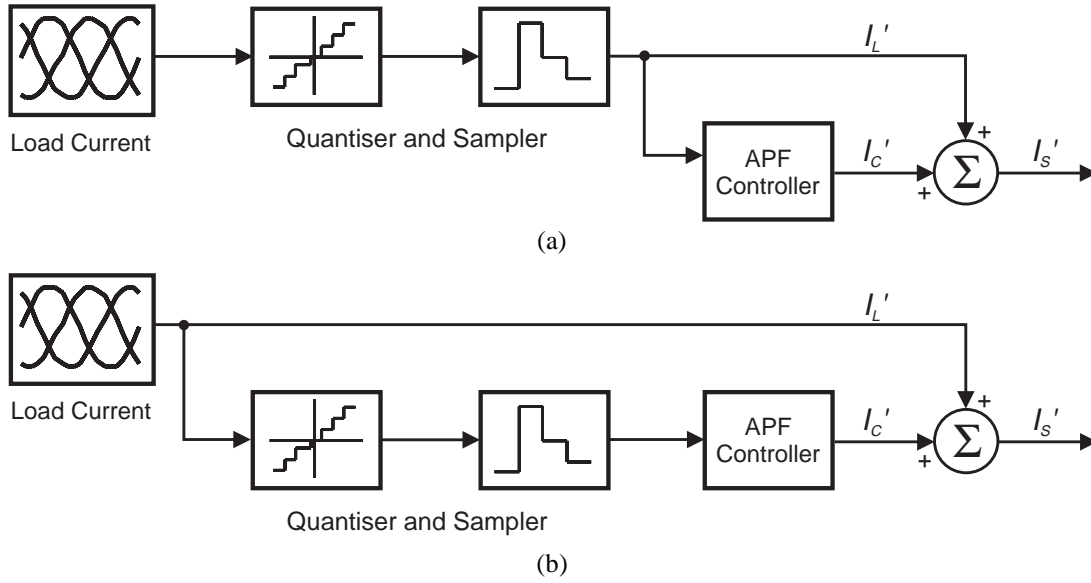 I_L'
Load Current
Quantiser and Sampler
APF
Controller
I_C'
+
+
Σ
I_S'
(a)
I_L'
Load Current
Quantiser and Sampler
APF
Controller
I_C'
+
+
Σ
I_S'
(b)